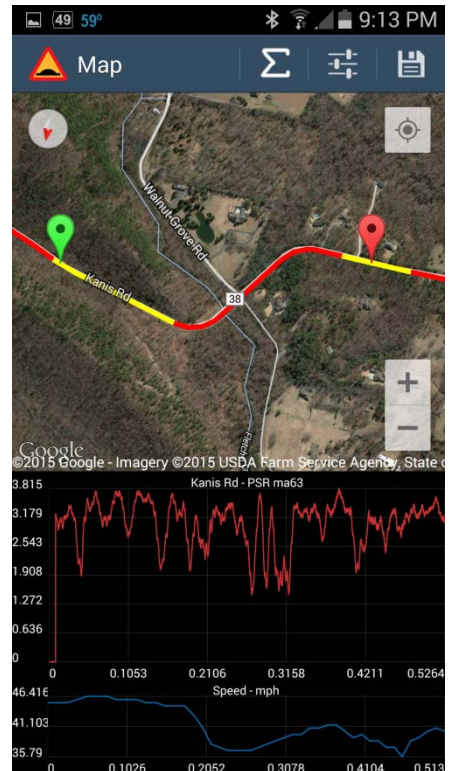 49 59° 9:13 PM
Map Σ
Walnut Grove Rd
Kanis Rd
38
Fletch
+
−
Google
©2015 Google - Imagery ©2015 USDA Farm Service Agency, State o
Kanis Rd - PSR ma63
3.815
3.179
2.543
1.908
1.272
0.636
0
0 0.1053 0.2106 0.3158 0.4211 0.5264
Speed - mph
46.416
41.103
35.79
0 0.1026 0.2052 0.3078 0.4104 0.513